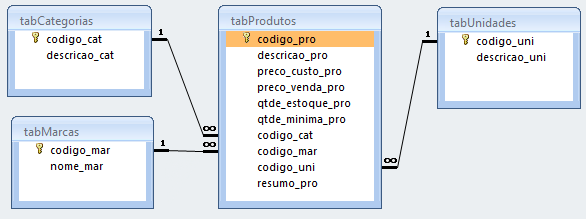 tabCategorias
codigo_cat
descricao_cat
1
tabMarcas
codigo_mar
nome_mar
1
tabProdutos
codigo_pro
descricao_pro
preco_custo_pro
preco_venda_pro
qtde_estoque_pro
qtde_minima_pro
codigo_cat
codigo_mar
codigo_uni
resumo_pro
∞
∞
∞
1
tabUnidades
codigo_uni
descricao_uni